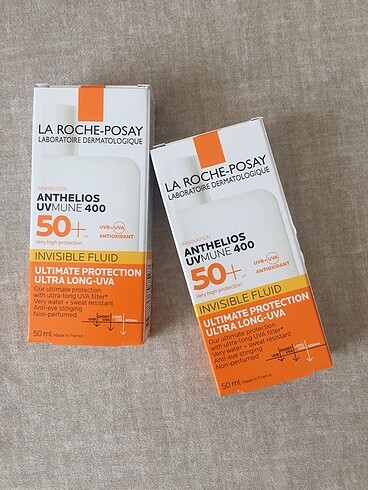 LA ROCHE-POSAY
LABORATOIRE DERMATOLOGIQUE
INNOVATION
ANTHELIOS
UVMUNE 400
50+
Very high protection
UVB+UVA
ANTIOXIDANT
INVISIBLE FLUID
ULTIMATE PROTECTION
ULTRA LONG-UVA
Our ultimate protection
with ultra-long UVA filter*
Very water + sweat resistant
Anti-eye stinging
Non-perfumed
50 ml Made in France
LA ROCHE-POSAY
LABORATOIRE DERMATOLOGIQUE
INNOVATION
ANTHELIOS
UVMUNE 400
50+
Very high protection
UVB+UVA
ANTIOXIDANT
INVISIBLE FLUID
ULTIMATE PROTECTION
ULTRA LONG-UVA
Our ultimate protection
with ultra-long UVA filter*
Very water + sweat resistant
Anti-eye stinging
Non-perfumed
50 ml Made in France